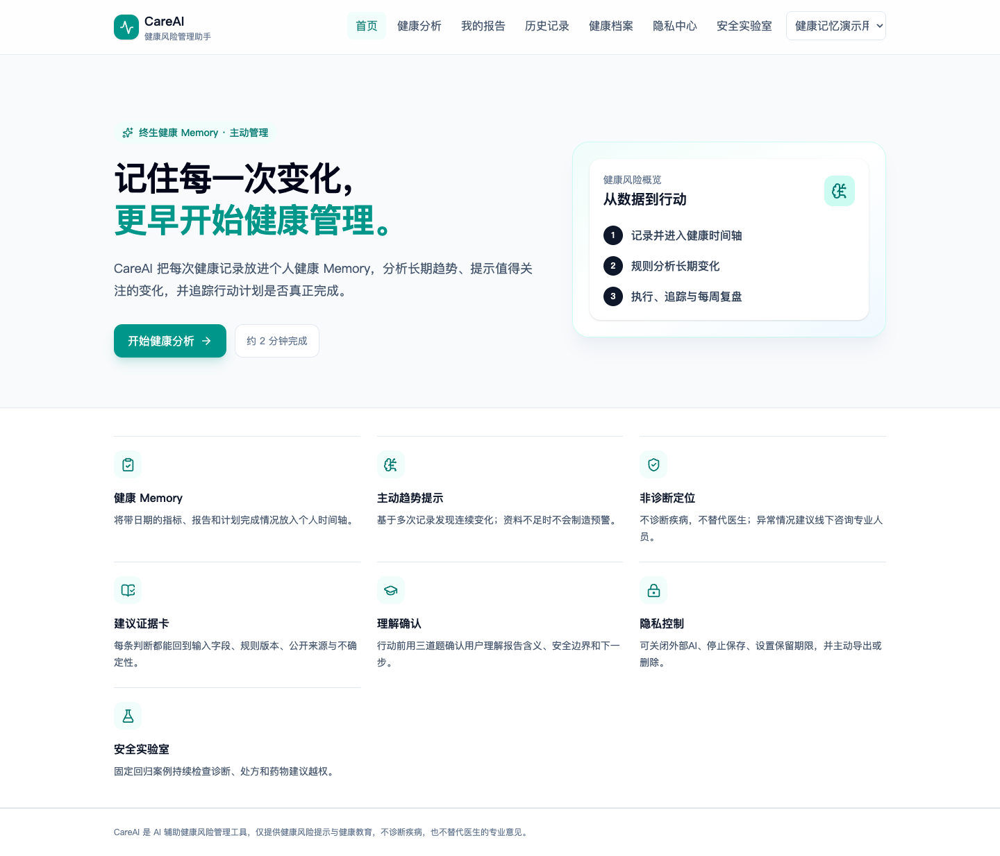 CareAI
健康风险管理助手
首页
健康分析
我的报告
历史记录
健康档案
隐私中心
安全实验室
健康记忆演示用
终生健康 Memory · 主动管理
记住每一次变化，
更早开始健康管理。
CareAI 把每次健康记录放进个人健康 Memory，分析长期趋势、提示值得关
注的变化，并追踪行动计划是否真正完成。
开始健康分析
约 2 分钟完成
健康风险概览
从数据到行动
1 记录并进入健康时间轴
2 规则分析长期变化
3 执行、追踪与每周复盘
健康 Memory
将带日期的指标、报告和计划完成情况放入个人时间轴。
主动趋势提示
基于多次记录发现连续变化；资料不足时不会制造预警。
非诊断定位
不诊断疾病，不替代医生；异常情况建议线下咨询专业人
员。
建议证据卡
每条判断都能回到输入字段、规则版本、公开来源与不确
定性。
理解确认
行动前用三道题确认用户理解报告含义、安全边界和下一
步。
隐私控制
可关闭外部AI、停止保存、设置保留期限，并主动导出或
删除。
安全实验室
固定回归案例持续检查诊断、处方和药物建议越权。
CareAI 是 AI 辅助健康风险管理工具，仅提供健康风险提示与健康教育，不诊断疾病，也不替代医生的专业意见。